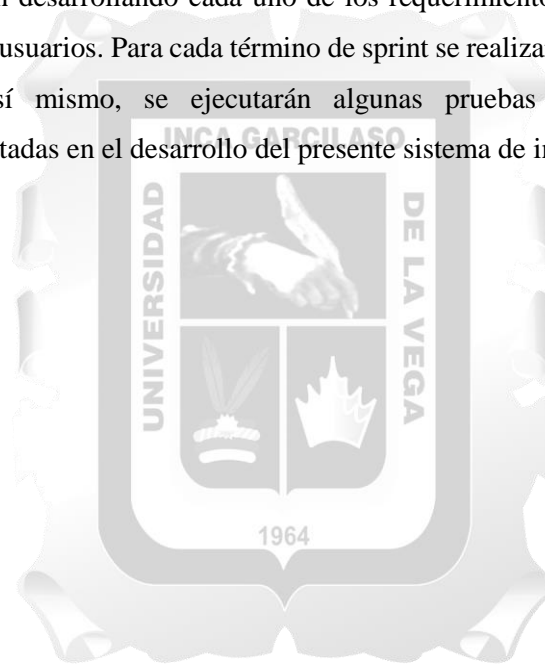 desarrollando cada uno de los requerimiento
usuarios. Para cada término de sprint se realiza
sí mismo, se ejecutarán algunas pruebas
tadas en el desarrollo del presente sistema de i
INCA GARCILASO
UNIVERSIDAD
DE LA VEGA
1964